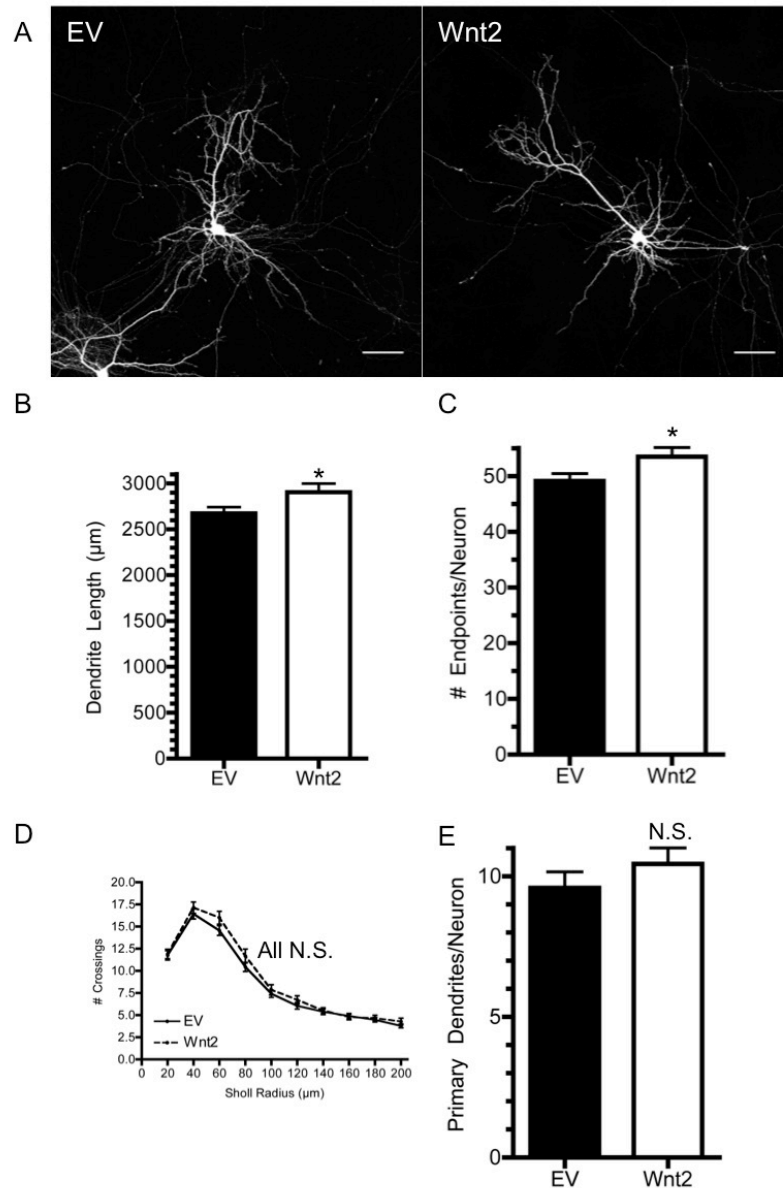 A
EV
Wnt2
B
Dendrite Length (µm)
3000
2500
2000
1500
1000
500
0
*
EV
Wnt2
C
# Endpoints/Neuron
50
40
30
20
10
0
*
EV
Wnt2
D
# Crossings
20.0
17.5
15.0
12.5
10.0
7.5
5.0
2.5
0.0
All N.S.
EV
Wnt2
0 20 40 60 80 100 120 140 160 180 200
Sholl Radius (µm)
E
Primary Dendrites/Neuron
10
5
0
N.S.
EV
Wnt2